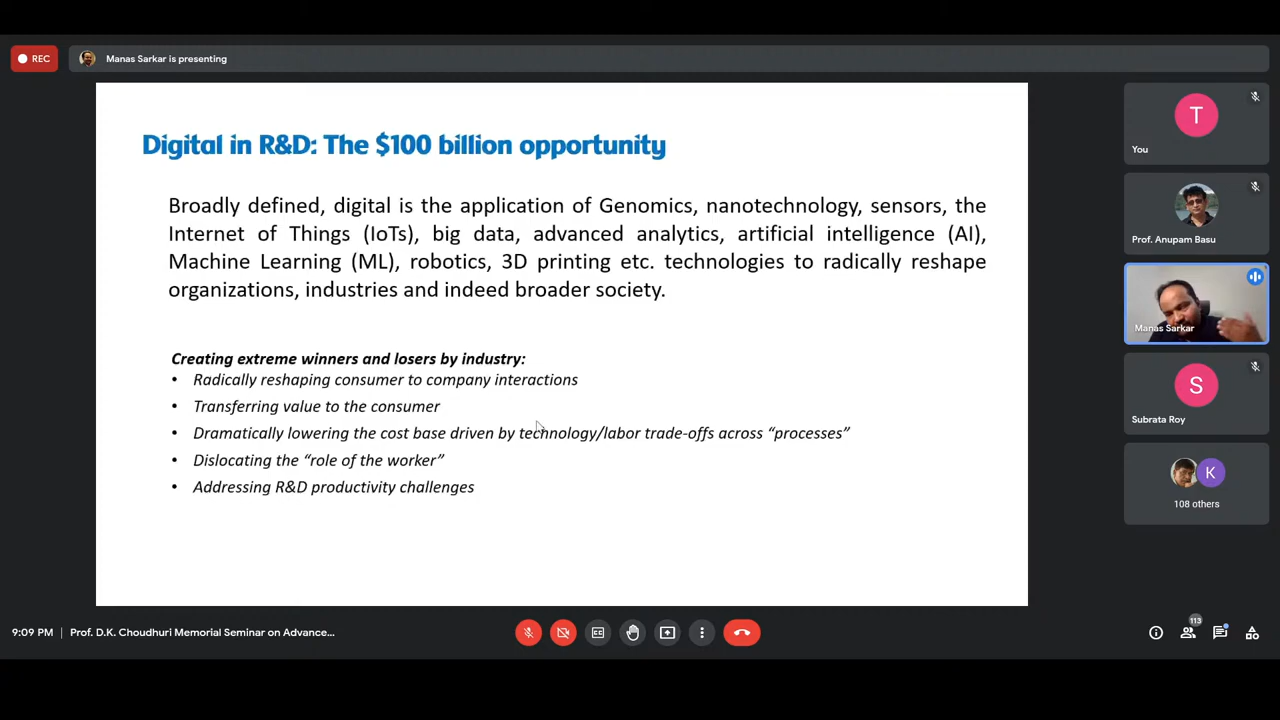 REC
Manas Sarkar is presenting
Digital in R&D: The $100 billion opportunity
Broadly defined, digital is the application of Genomics, nanotechnology, sensors, the
Internet of Things (IoTs), big data, advanced analytics, artificial intelligence (AI),
Machine Learning (ML), robotics, 3D printing etc. technologies to radically reshape
organizations, industries and indeed broader society.
Creating extreme winners and losers by industry:
• Radically reshaping consumer to company interactions
• Transferring value to the consumer
• Dramatically lowering the cost base driven by technology/labor trade-offs across “processes”
• Dislocating the “role of the worker”
• Addressing R&D productivity challenges
T
You
Prof. Anupam Basu
Manas Sarkar
S
Subrata Roy
K
108 others
9:09 PM | Prof. D.K. Choudhuri Memorial Seminar on Advance...
CC
113